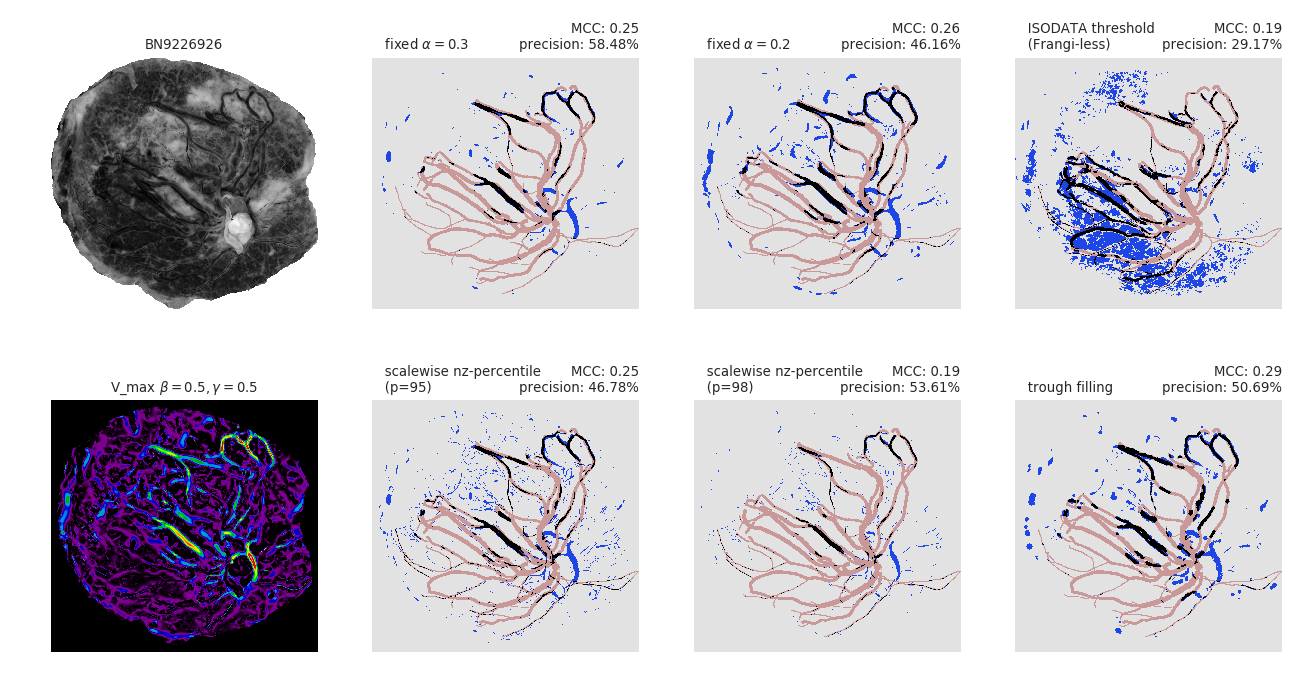 BN9226926
fixed α = 0.3
MCC: 0.25
precision: 58.48%
fixed α = 0.2
MCC: 0.26
precision: 46.16%
ISODATA threshold
(Frangi-less)
MCC: 0.19
precision: 29.17%
V_max β = 0.5, γ = 0.5
scalewise nz-percentile
(p=95)
MCC: 0.25
precision: 46.78%
scalewise nz-percentile
(p=98)
MCC: 0.19
precision: 53.61%
trough filling
MCC: 0.29
precision: 50.69%